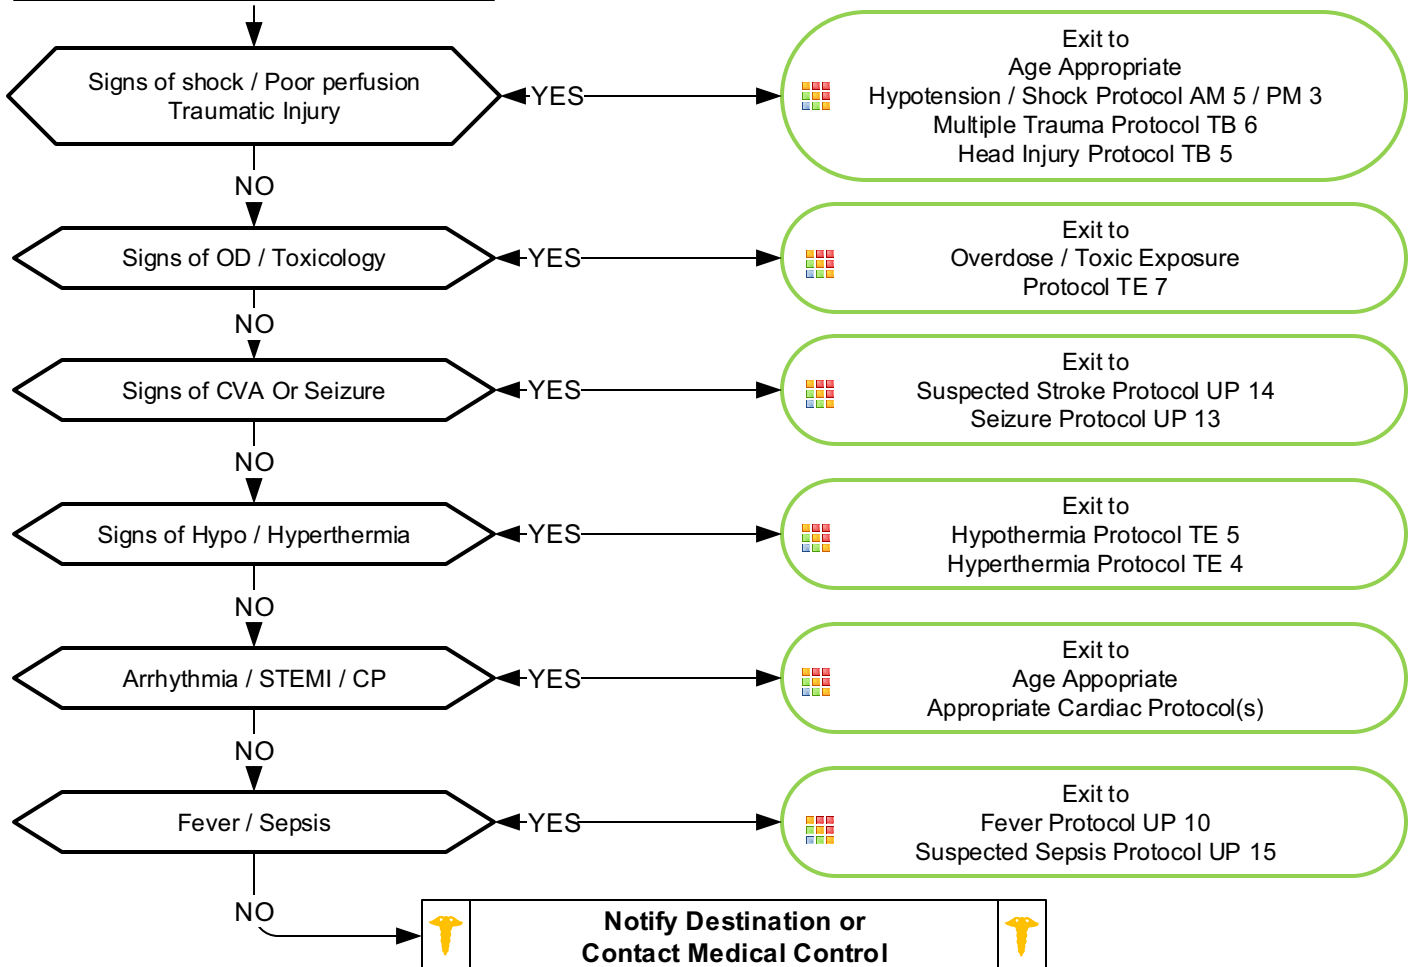 Signs of shock / Poor perfusion
Traumatic Injury
YES
Exit to
Age Appropriate
Hypotension / Shock Protocol AM 5 / PM 3
Multiple Trauma Protocol TB 6
Head Injury Protocol TB 5
NO
Signs of OD / Toxicology
YES
Exit to
Overdose / Toxic Exposure
Protocol TE 7
NO
Signs of CVA Or Seizure
YES
Exit to
Suspected Stroke Protocol UP 14
Seizure Protocol UP 13
NO
Signs of Hypo / Hyperthermia
YES
Exit to
Hypothermia Protocol TE 5
Hyperthermia Protocol TE 4
NO
Arrhythmia / STEMI / CP
YES
Exit to
Age Appopriate
Appropriate Cardiac Protocol(s)
NO
Fever / Sepsis
YES
Exit to
Fever Protocol UP 10
Suspected Sepsis Protocol UP 15
NO
Notify Destination or
Contact Medical Control